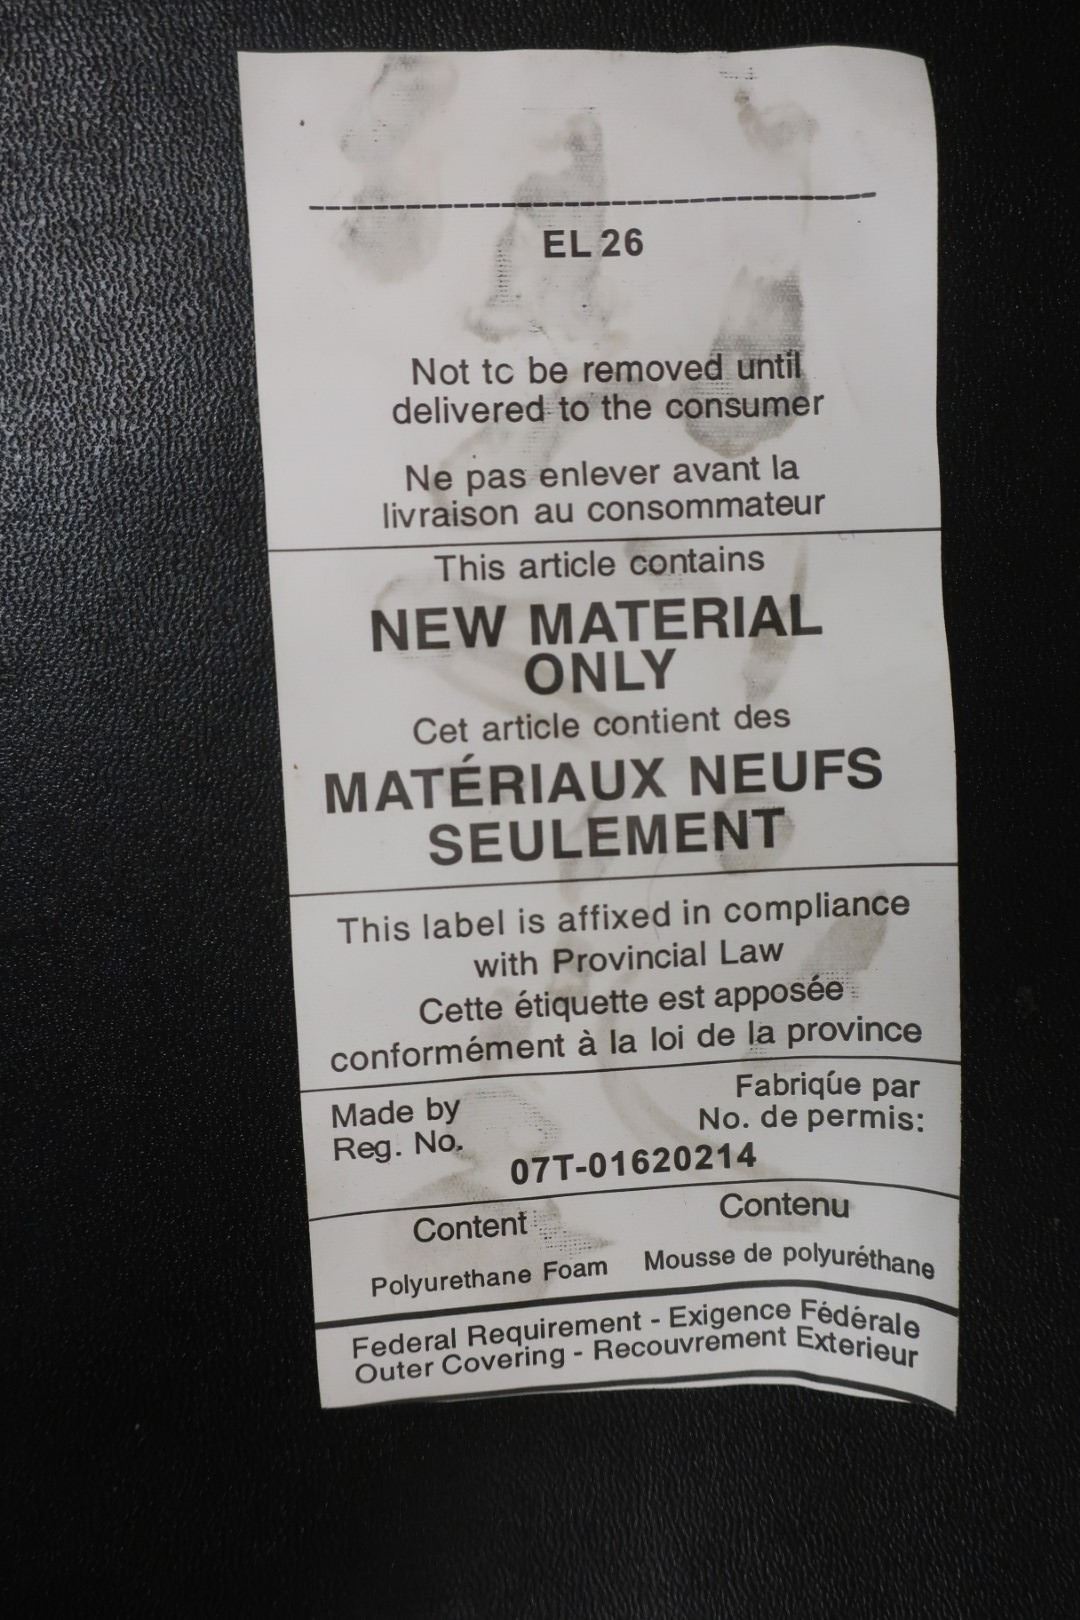 EL 26
Not tc be removed until
delivered to the consumer
Ne pas enlever avant la
livraison au consommateur
This article contains
NEW MATERIAL
ONLY
Cet article contient des
MATÉRIAUX NEUFS
SEULEMENT
This label is affixed in compliance
with Provincial Law
Cette étiquette est apposée
conformément à la loi de la province
Made by Fabriqúe par
Reg. No. No. de permis:
07T-01620214
Content Contenu
Polyurethane Foam Mousse de polyuréthane
Federal Requirement - Exigence Fédérale
Outer Covering - Recouvrement Exterieur